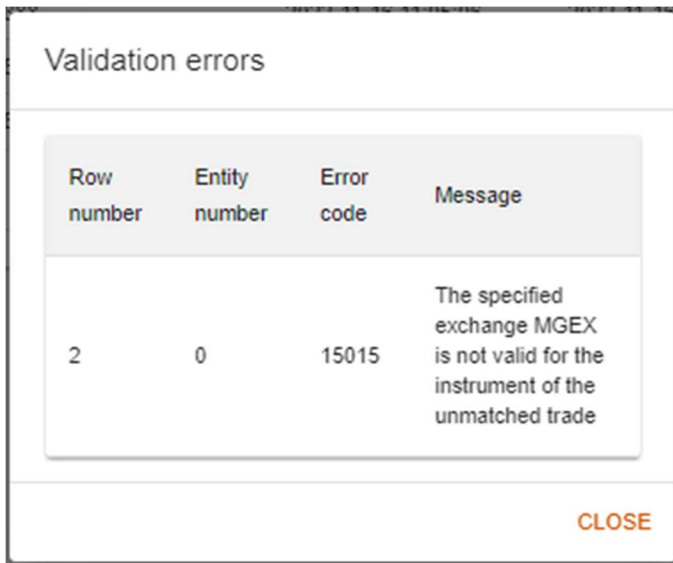 Validation errors
Row number
Entity number
Error code
Message
2
0
15015
The specified
exchange MGEX
is not valid for the
instrument of the
unmatched trade
CLOSE